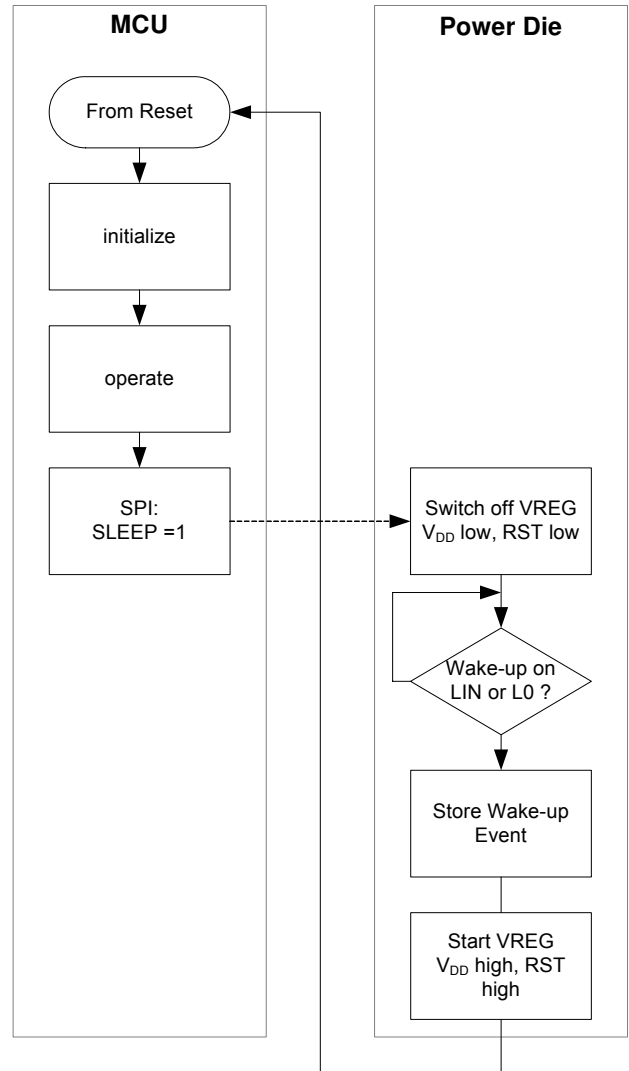 MCU
From Reset
initialize
operate
SPI:
SLEEP =1
Power Die
Switch off VREG
VDD low, RST low
Wake-up on
LIN or L0 ?
Store Wake-up
Event
Start VREG
VDD high, RST
high